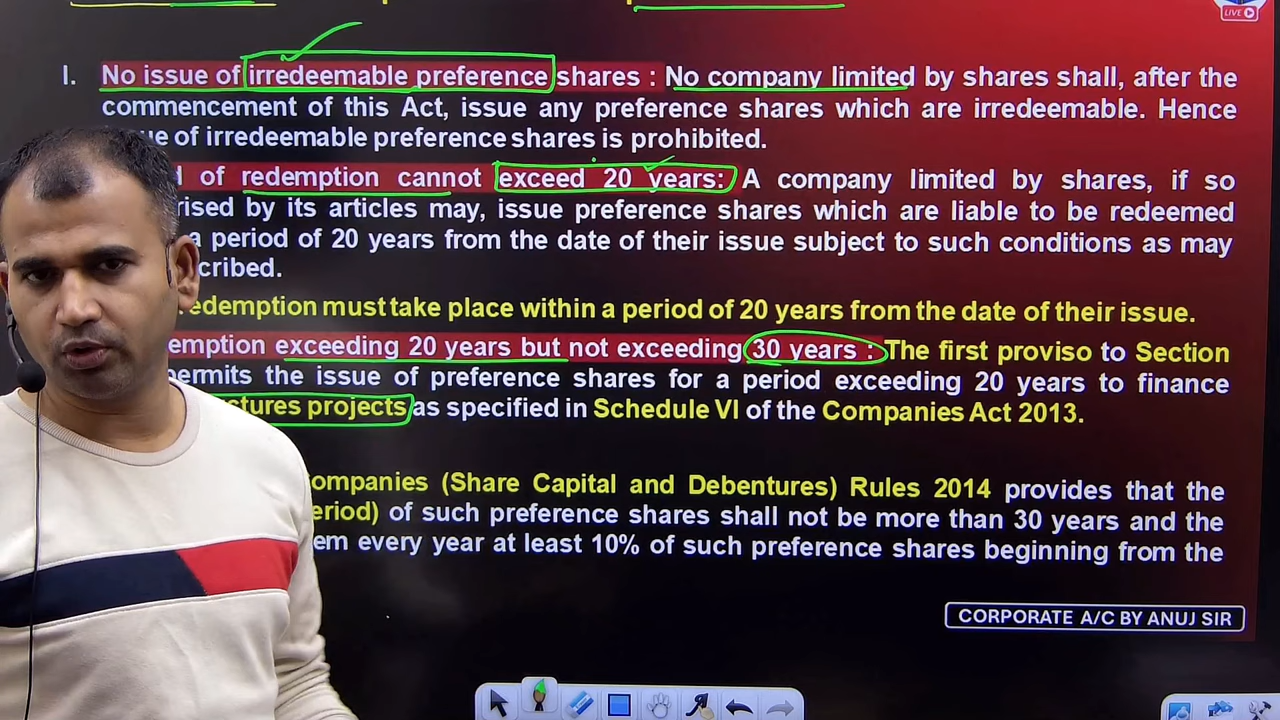 LIVE
I. No issue of irredeemable preference shares : No company limited by shares shall, after the
commencement of this Act, issue any preference shares which are irredeemable. Hence
ue of irredeemable preference shares is prohibited.
d of redemption cannot exceed 20 years: A company limited by shares, if so
rised by its articles may, issue preference shares which are liable to be redeemed
a period of 20 years from the date of their issue subject to such conditions as may
cribed.
edemption must take place within a period of 20 years from the date of their issue.
emption exceeding 20 years but not exceeding 30 years : The first proviso to Section
permits the issue of preference shares for a period exceeding 20 years to finance
ctures projects as specified in Schedule VI of the Companies Act 2013.
ompanies (Share Capital and Debentures) Rules 2014 provides that the
eriod) of such preference shares shall not be more than 30 years and the
em every year at least 10% of such preference shares beginning from the
CORPORATE A/C BY ANUJ SIR